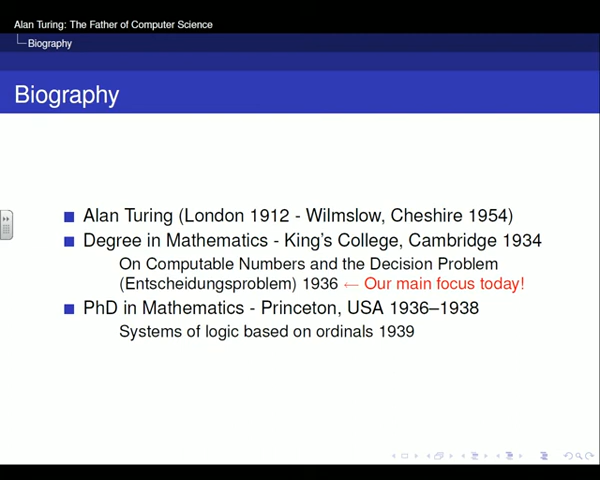 Alan Turing: The Father of Computer Science
Biography
Biography
Alan Turing (London 1912 - Wilmslow, Cheshire 1954)
Degree in Mathematics - King's College, Cambridge 1934
On Computable Numbers and the Decision Problem
(Entscheidungsproblem) 1936 ← Our main focus today!
PhD in Mathematics - Princeton, USA 1936–1938
Systems of logic based on ordinals 1939